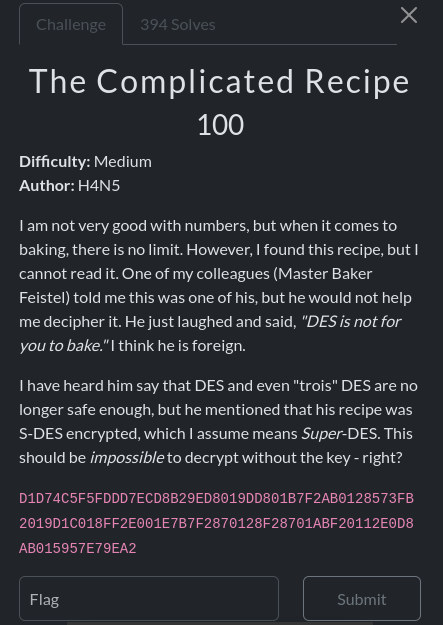 Challenge
394 Solves
The Complicated Recipe
100
Difficulty: Medium
Author: H4N5
I am not very good with numbers, but when it comes to
baking, there is no limit. However, I found this recipe, but I
cannot read it. One of my colleagues (Master Baker
Feistel) told me this was one of his, but he would not help
me decipher it. He just laughed and said, "DES is not for
you to bake." I think he is foreign.
I have heard him say that DES and even "trois" DES are no
longer safe enough, but he mentioned that his recipe was
S-DES encrypted, which I assume means Super-DES. This
should be impossible to decrypt without the key - right?
D1D74C5F5FDDD7ECD8B29ED8019DD801B7F2AB0128573FB
2019D1C018FF2E001E7B7F2870128F28701ABF20112E0D8
AB015957E79EA2
Flag
Submit